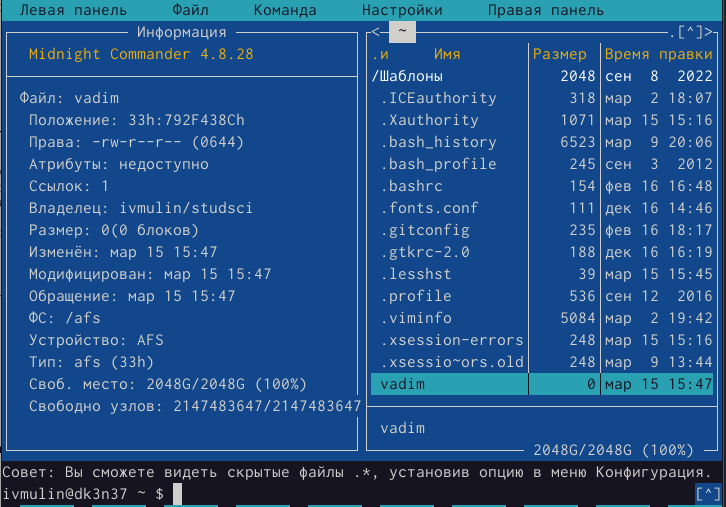 Левая панель Файл Команда Настройки Правая панель
Информация
Midnight Commander 4.8.28
Файл: vadim
Положение: 33h:792F438Ch
Права: -rw-r--r-- (0644)
Атрибуты: недоступно
Ссылок: 1
Владелец: ivmulin/studsci
Размер: 0(0 блоков)
Изменён: мар 15 15:47
Модифицирован: мар 15 15:47
Обращение: мар 15 15:47
ФС: /afs
Устройство: AFS
Тип: afs (33h)
Своб. место: 2048G/2048G (100%)
Свободно узлов: 2147483647/2147483647
<─ ~ .[^]>
.и Имя Размер Время правки
/Шаблоны 2048 сен 8 2022
.ICEauthority 318 мар 2 18:07
.Xauthority 1071 мар 15 15:16
.bash_history 6523 мар 9 20:06
.bash_profile 245 сен 3 2012
.bashrc 154 фев 16 16:48
.fonts.conf 111 дек 16 14:46
.gitconfig 235 фев 16 18:17
.gtkrc-2.0 188 дек 16 16:19
.lesshst 39 мар 15 15:45
.profile 536 сен 12 2016
.viminfo 5084 мар 2 19:42
.xsession-errors 248 мар 15 15:16
.xsessio~ors.old 248 мар 9 13:44
vadim 0 мар 15 15:47
vadim
2048G/2048G (100%)
Совет: Вы сможете видеть скрытые файлы .*, установив опцию в меню Конфигурация.
ivmulin@dk3n37 ~ $ [^]